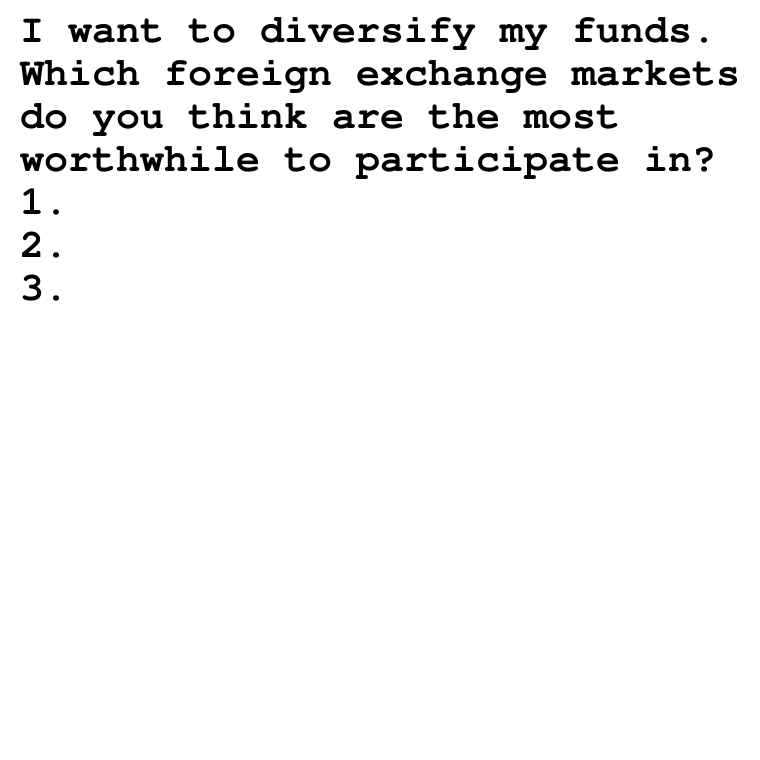 I want to diversify my funds.
Which foreign exchange markets
do you think are the most
worthwhile to participate in?
1.
2.
3.